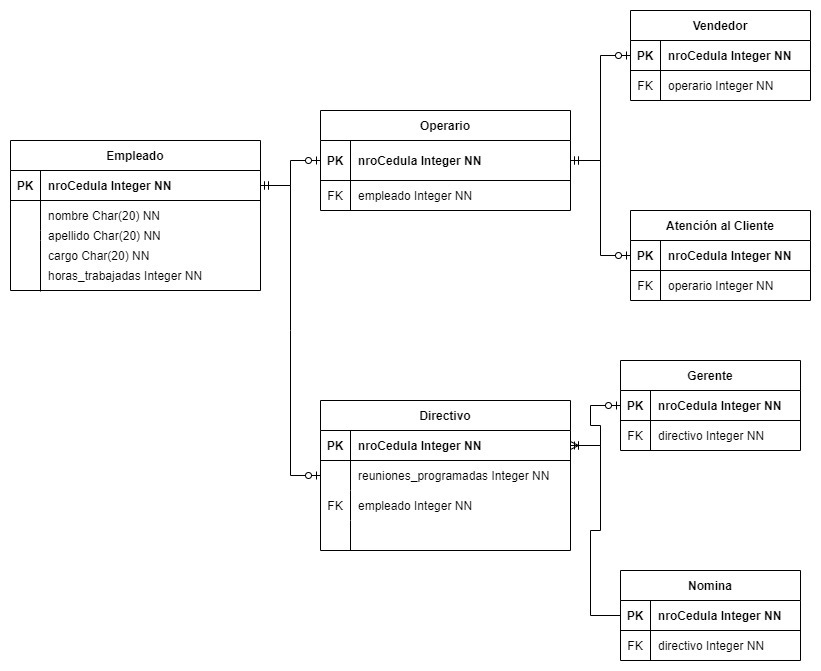 Empleado
PK nroCedula Integer NN
nombre Char(20) NN
apellido Char(20) NN
cargo Char(20) NN
horas_trabajadas Integer NN
Operario
PK nroCedula Integer NN
FK empleado Integer NN
Directivo
PK nroCedula Integer NN
reuniones_programadas Integer NN
FK empleado Integer NN
Vendedor
PK nroCedula Integer NN
FK operario Integer NN
Atención al Cliente
PK nroCedula Integer NN
FK operario Integer NN
Gerente
PK nroCedula Integer NN
FK directivo Integer NN
Nomina
PK nroCedula Integer NN
FK directivo Integer NN